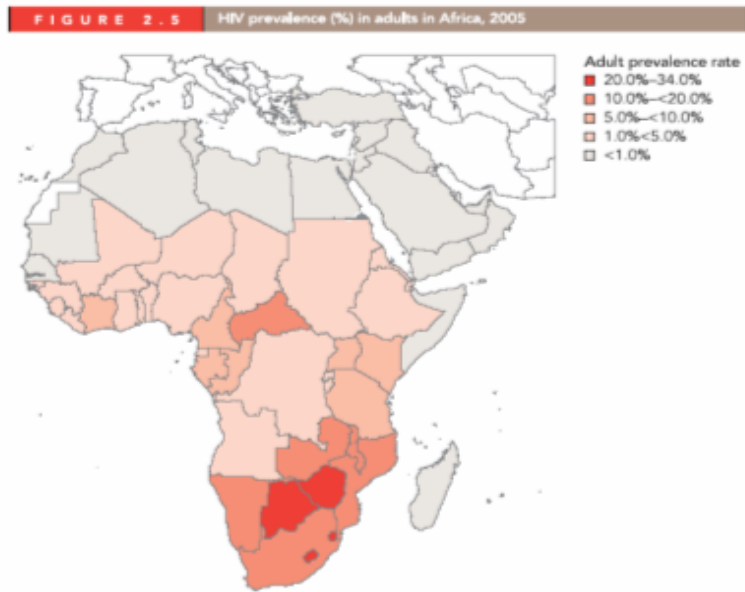 FIGURE 2.5
HIV prevalence (%) in adults in Africa, 2005
Adult prevalence rate
20.0%–34.0%
10.0%–<20.0%
5.0%–<10.0%
1.0%<5.0%
<1.0%